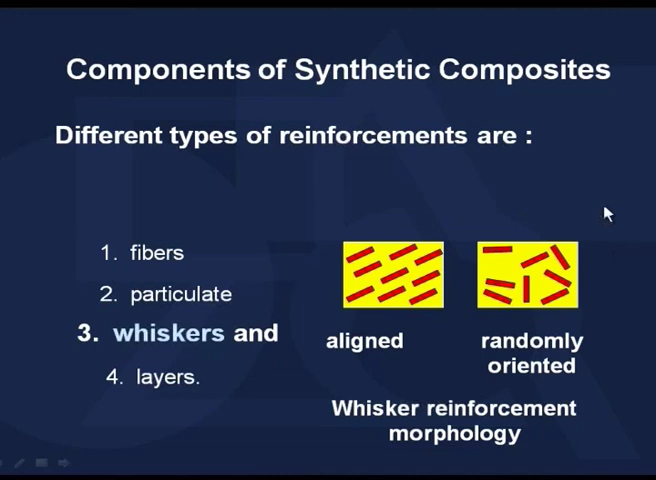 Components of Synthetic Composites
Different types of reinforcements are :
1. fibers
2. particulate
3. whiskers and
4. layers.
aligned
randomly
oriented
Whisker reinforcement
morphology